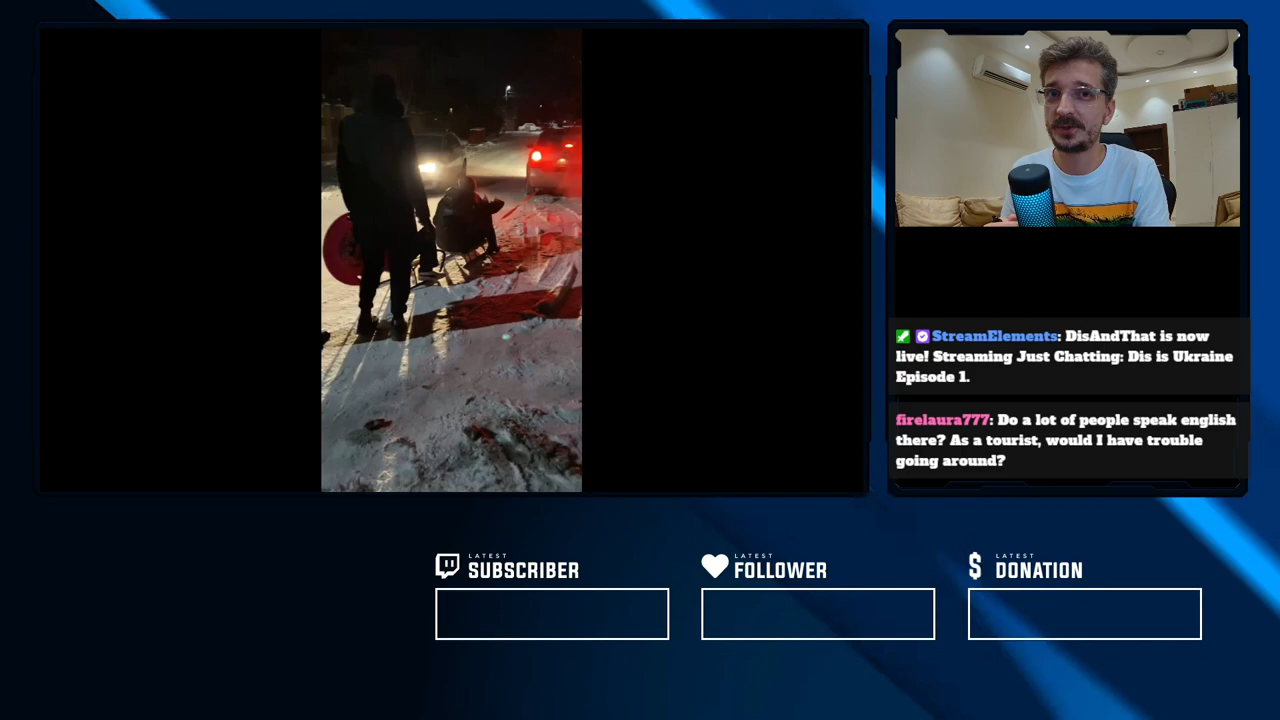 StreamElements: DisAndThat is now
live! Streaming Just Chatting: Dis is Ukraine
Episode 1.
firelaura777: Do a lot of people speak english
there? As a tourist, would I have trouble
going around?
LATEST
SUBSCRIBER
LATEST
FOLLOWER
$ LATEST
DONATION